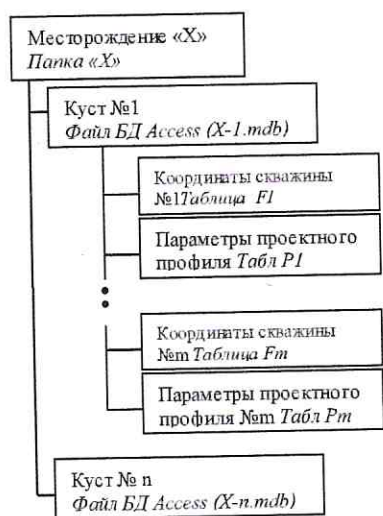 Месторождение «Х»
Папка «Х»
Куст №1
Файл БД Access (Х-1.mdb)
Координаты скважины
№1Таблица F1
Параметры проектного
профиля Табл P1
Координаты скважины
№m Таблица Fm
Параметры проектного
профиля №m Табл Pm
Куст № n
Файл БД Access (Х-n.mdb)